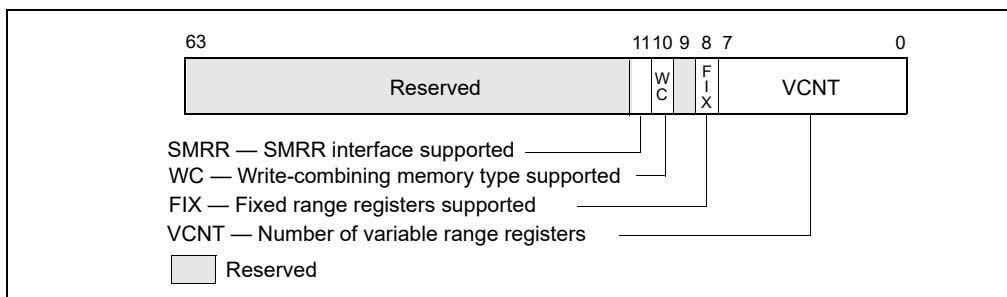 63 11 10 9 8 7 0
Reserved W C F I X VCNT
SMRR — SMRR interface supported
WC — Write-combining memory type supported
FIX — Fixed range registers supported
VCNT — Number of variable range registers
Reserved